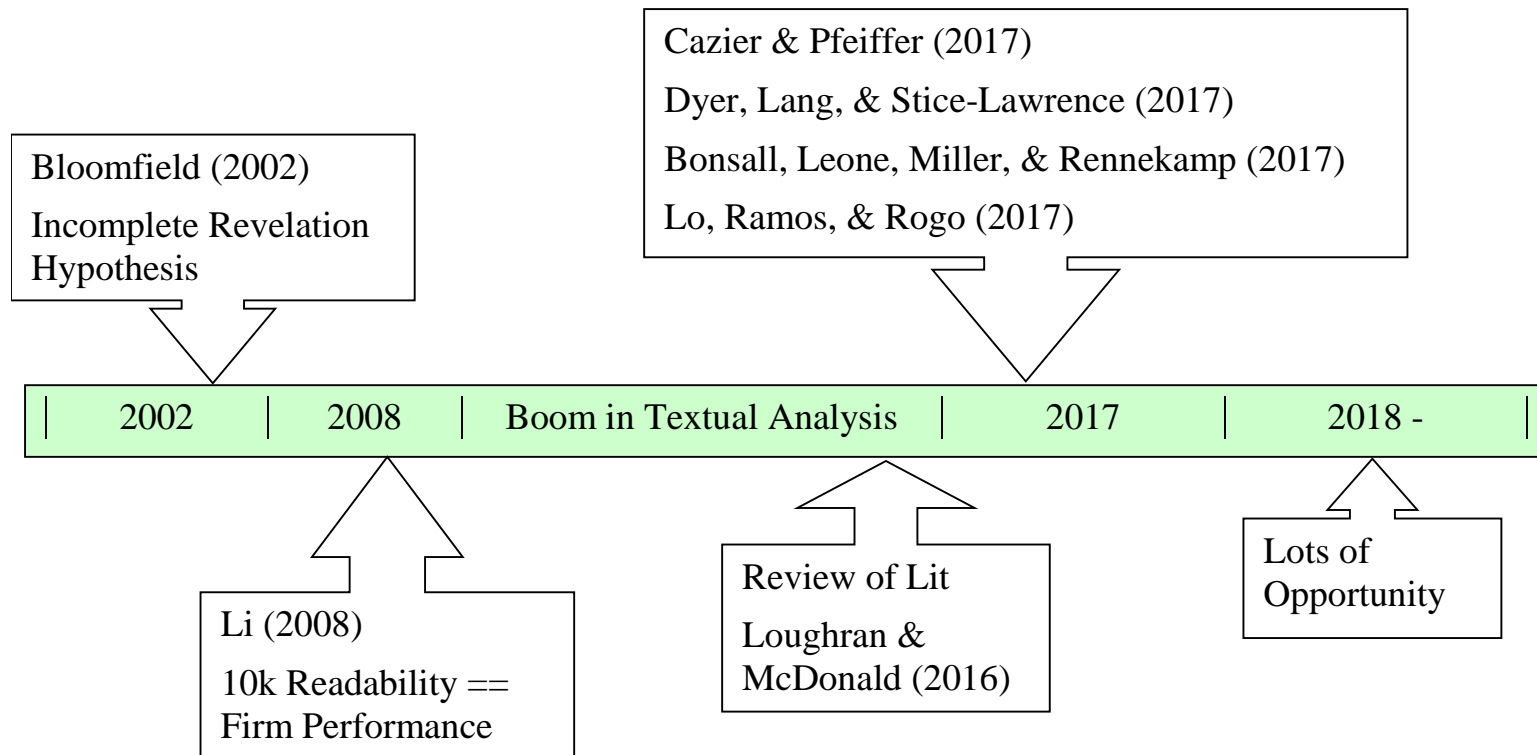 Cazier & Pfeiffer (2017)
Dyer, Lang, & Stice-Lawrence (2017)
Bonsall, Leone, Miller, & Rennekamp (2017)
Lo, Ramos, & Rogo (2017)
Bloomfield (2002)
Incomplete Revelation
Hypothesis
2002
2008
Boom in Textual Analysis
2017
2018 -
Li (2008)
10k Readability ==
Firm Performance
Review of Lit
Loughran &
McDonald (2016)
Lots of
Opportunity